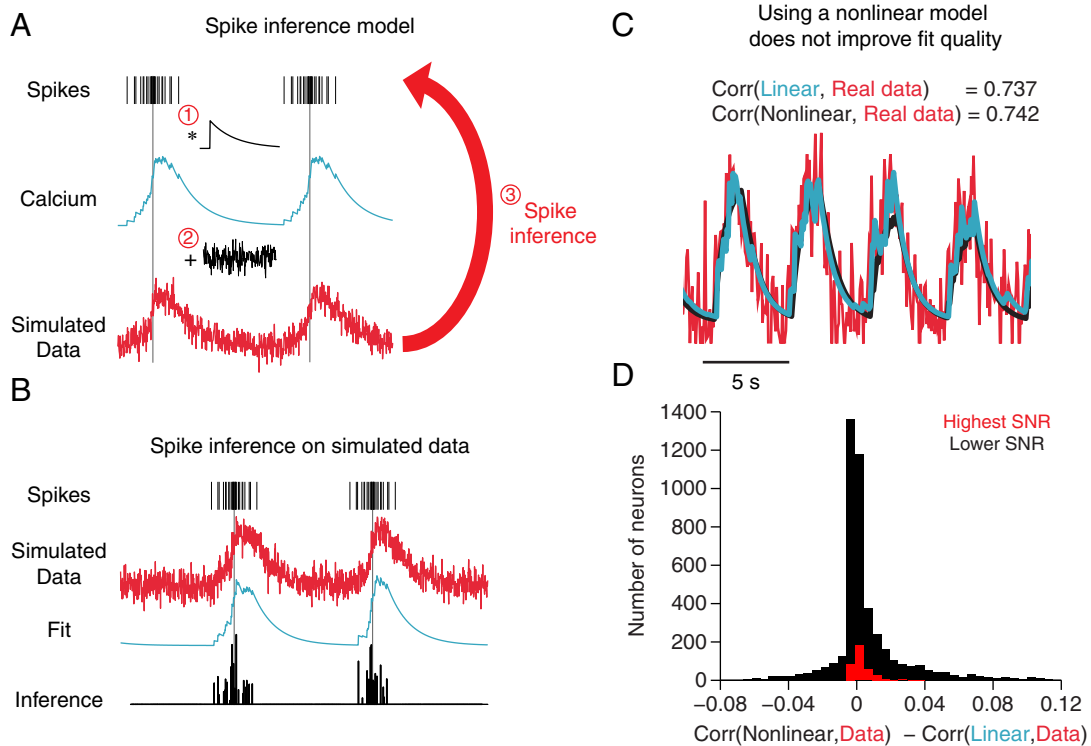 A
Spike inference model
Spikes
①
*
Calcium
②
+
③ Spike
inference
Simulated
Data
B
Spike inference on simulated data
Spikes
Simulated
Data
Fit
Inference
C
Using a nonlinear model
does not improve fit quality
Corr(Linear, Real data) = 0.737
Corr(Nonlinear, Real data) = 0.742
5 s
D
Highest SNR
Lower SNR
Number of neurons
1400
1200
1000
800
600
400
200
0
−0.08 −0.04 0 0.04 0.08 0.12
Corr(Nonlinear,Data) − Corr(Linear,Data)